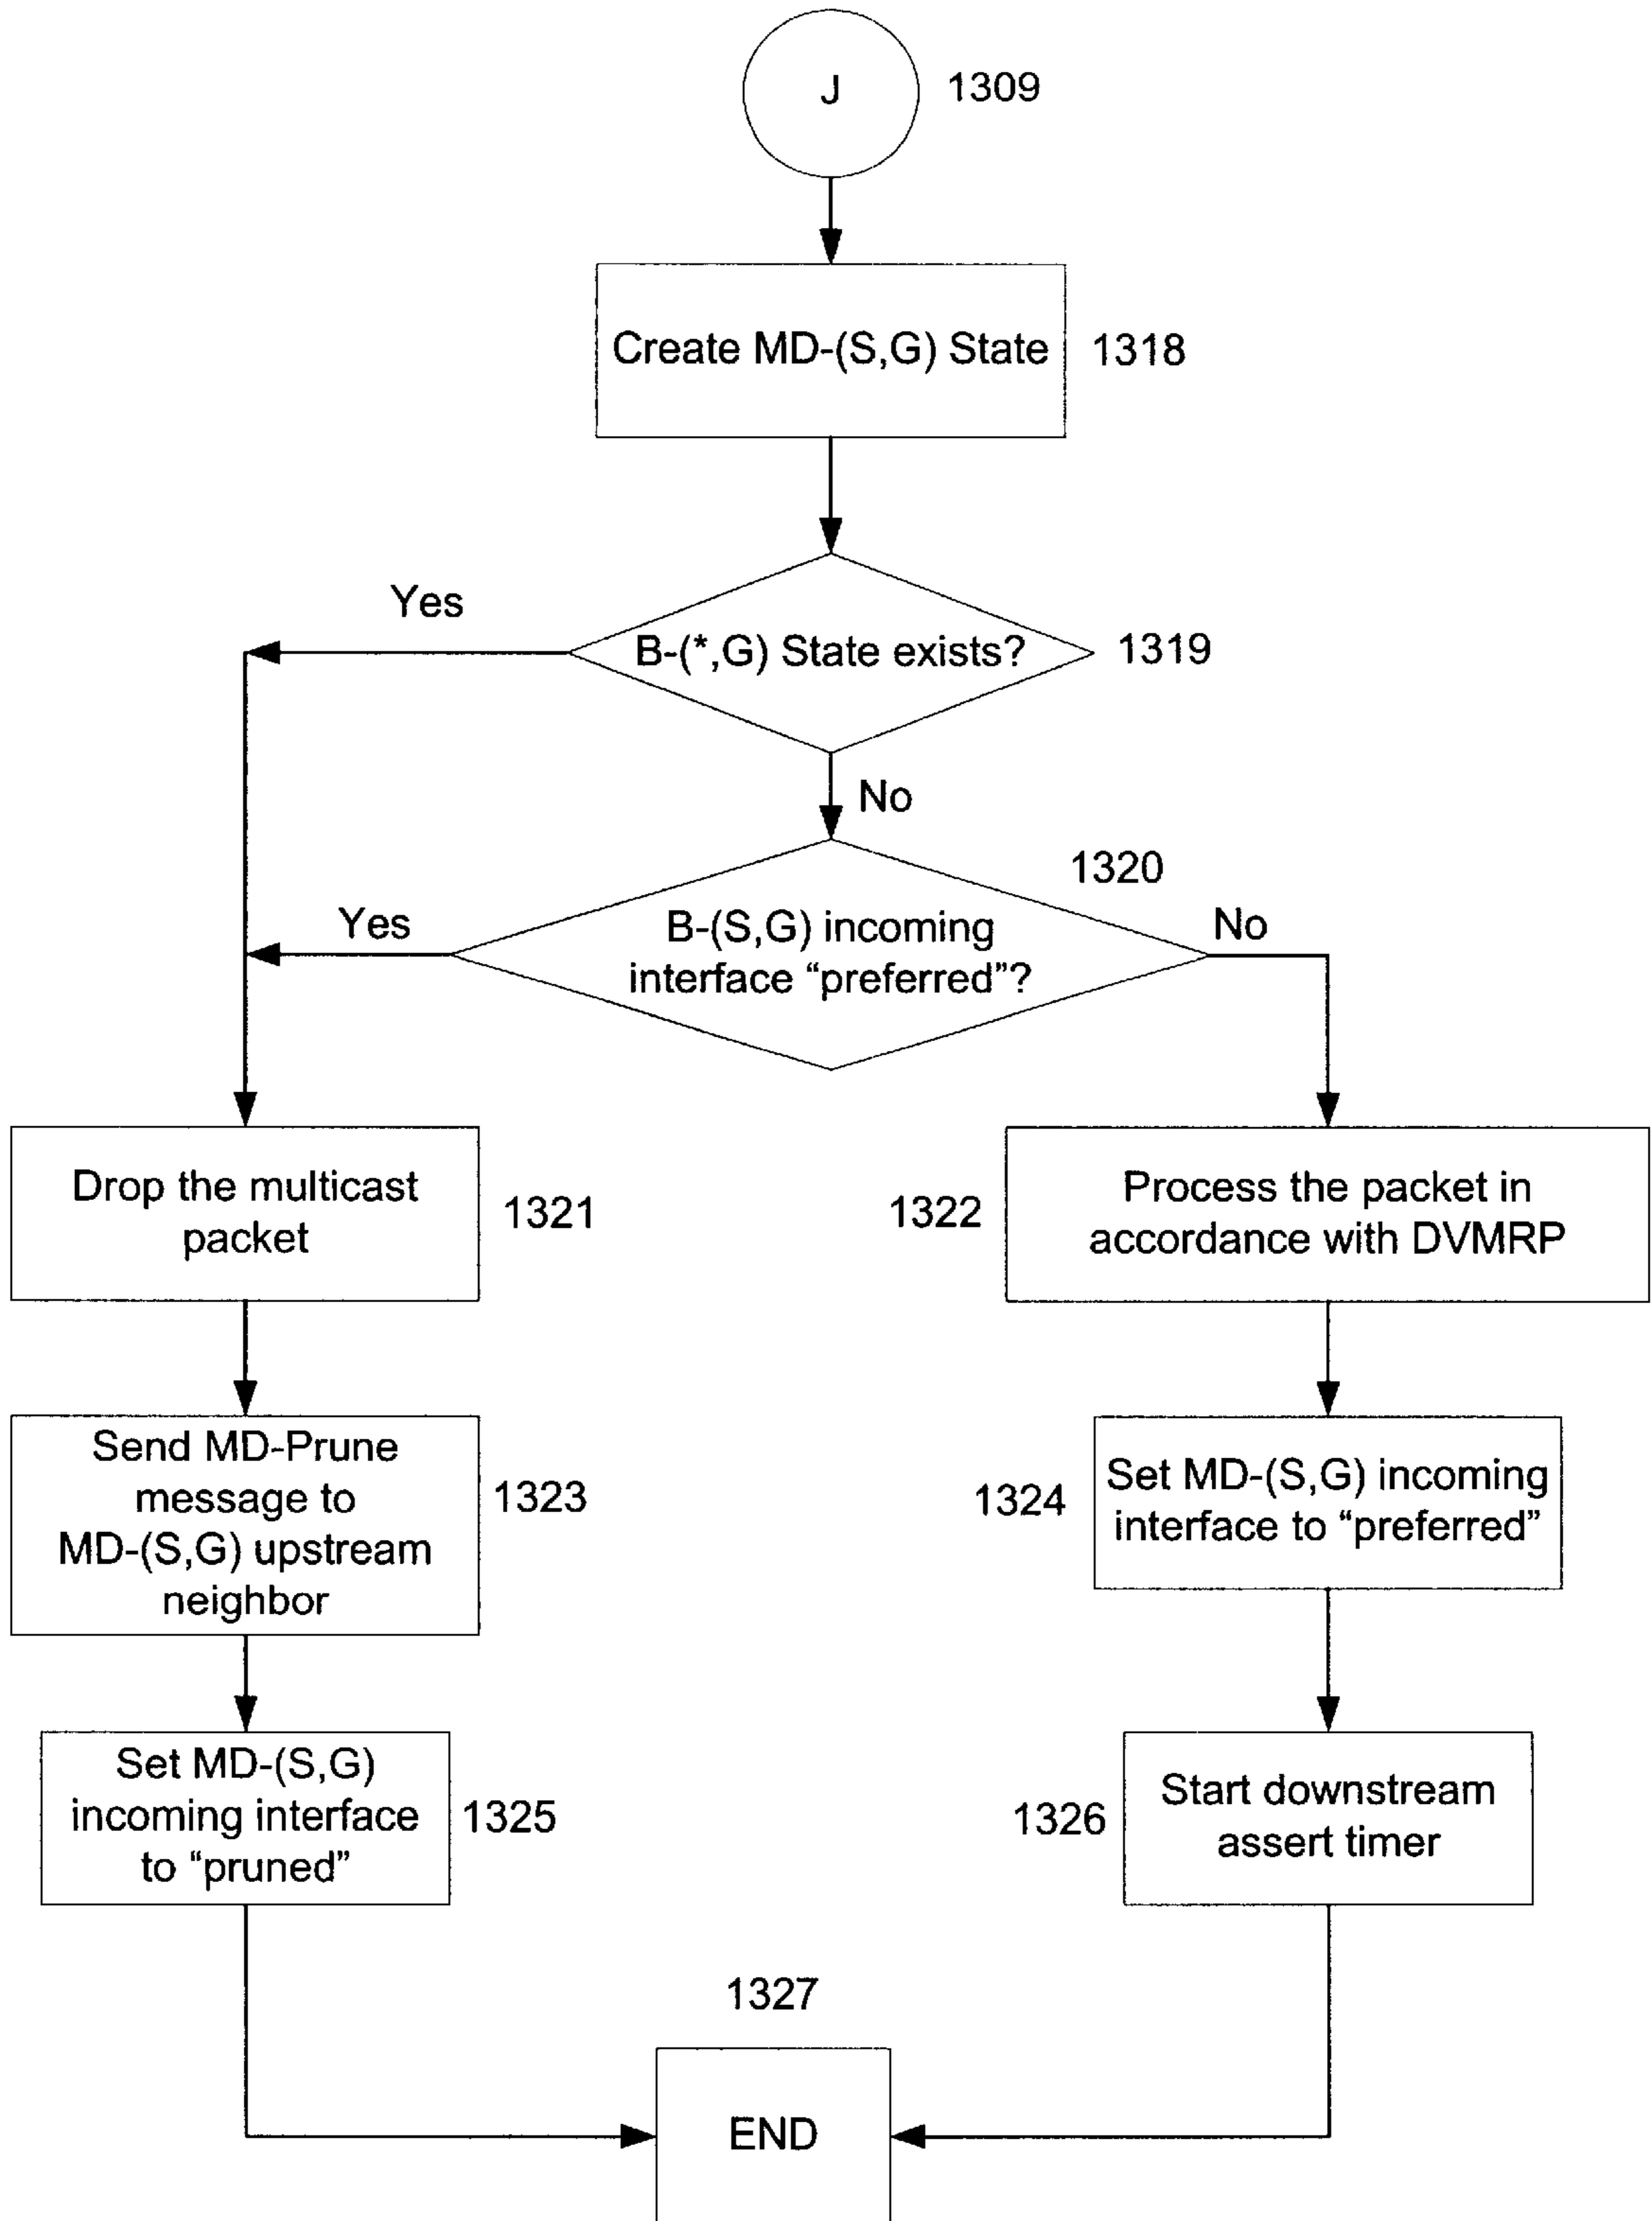 J
1309
Create MD-(S,G) State
1318
Yes
B-(*,G) State exists?
1319
No
1320
Yes
B-(S,G) incoming
interface “preferred”?
No
Drop the multicast
packet
1321
1322
Process the packet in
accordance with DVMRP
Send MD-Prune
message to
MD-(S,G) upstream
neighbor
1323
1324
Set MD-(S,G) incoming
interface to “preferred”
Set MD-(S,G)
incoming interface
to “pruned”
1325
1326
Start downstream
assert timer
1327
END